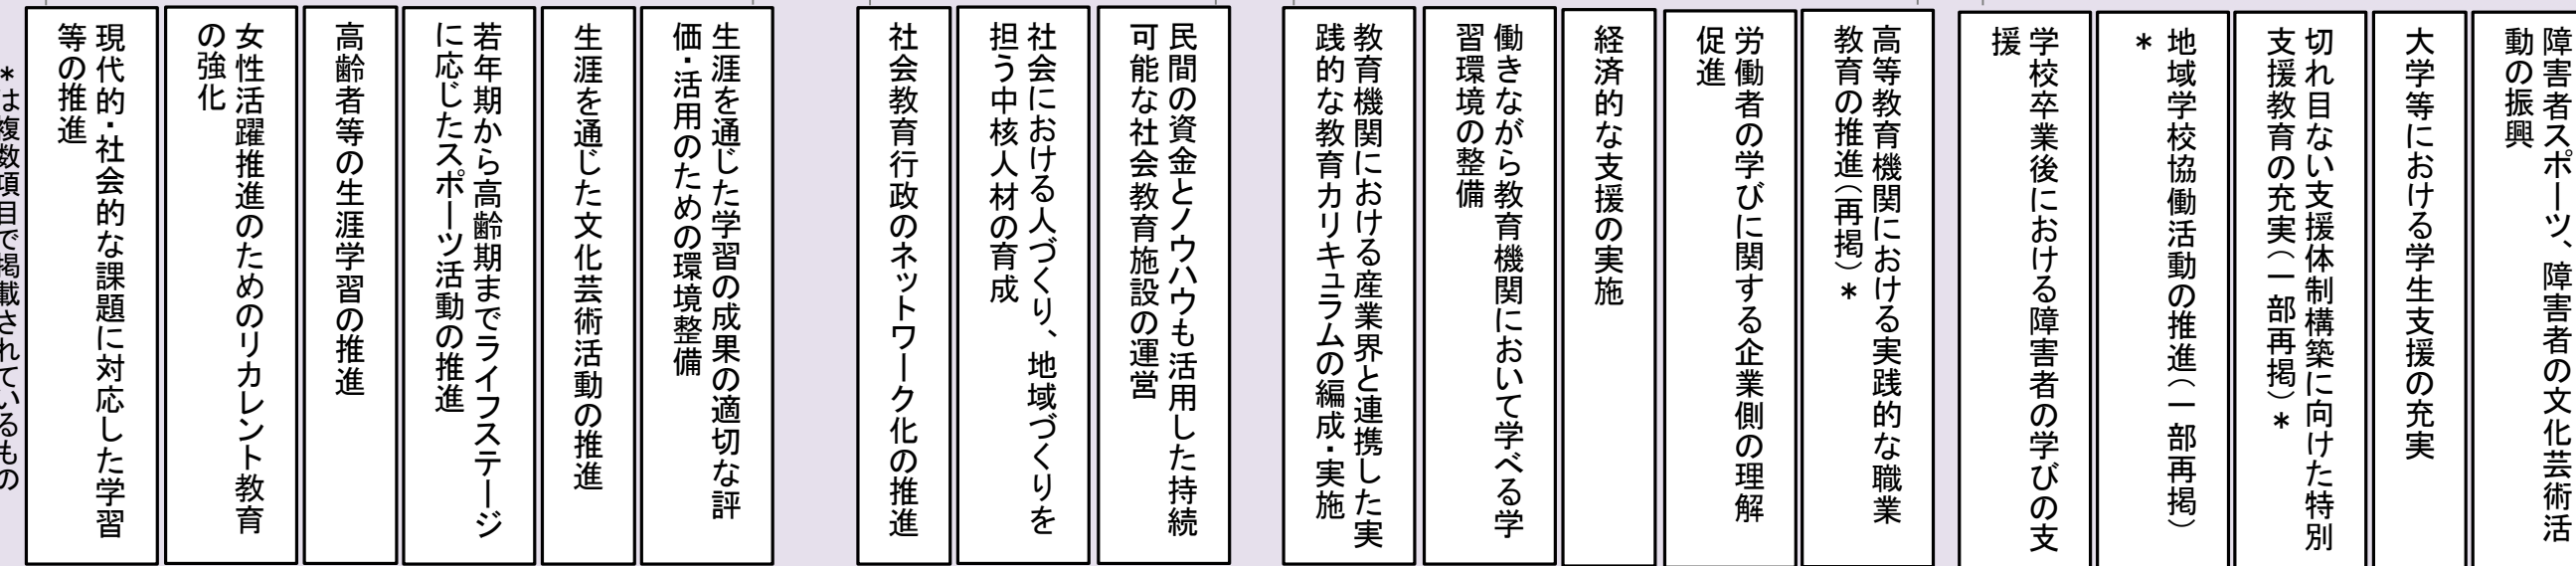 障害者スポーツ、障害者の文化芸術活
動の振興
大学等における学生支援の充実
切れ目ない支援体制構築に向けた特別
支援教育の充実（一部再掲）＊
地域学校協働活動の推進（一部再掲）
＊
学校卒業後における障害者の学びの支
援
高等教育機関における実践的な職業
教育の推進（再掲）＊
労働者の学びに関する企業側の理解
促進
経済的な支援の実施
働きながら教育機関において学べる学
習環境の整備
教育機関における産業界と連携した実
践的な教育カリキュラムの編成・実施
民間の資金とノウハウも活用した持続
可能な社会教育施設の運営
社会における人づくり、地域づくりを
担う中核人材の育成
社会教育行政のネットワーク化の推進
生涯を通じた学習の成果の適切な評
価・活用のための環境整備
生涯を通じた文化芸術活動の推進
若年期から高齢期までライフステージ
に応じたスポーツ活動の推進
高齢者等の生涯学習の推進
女性活躍推進のためのリカレント教育
の強化
現代的・社会的な課題に対応した学習
等の推進
＊は複数項目で掲載されているもの